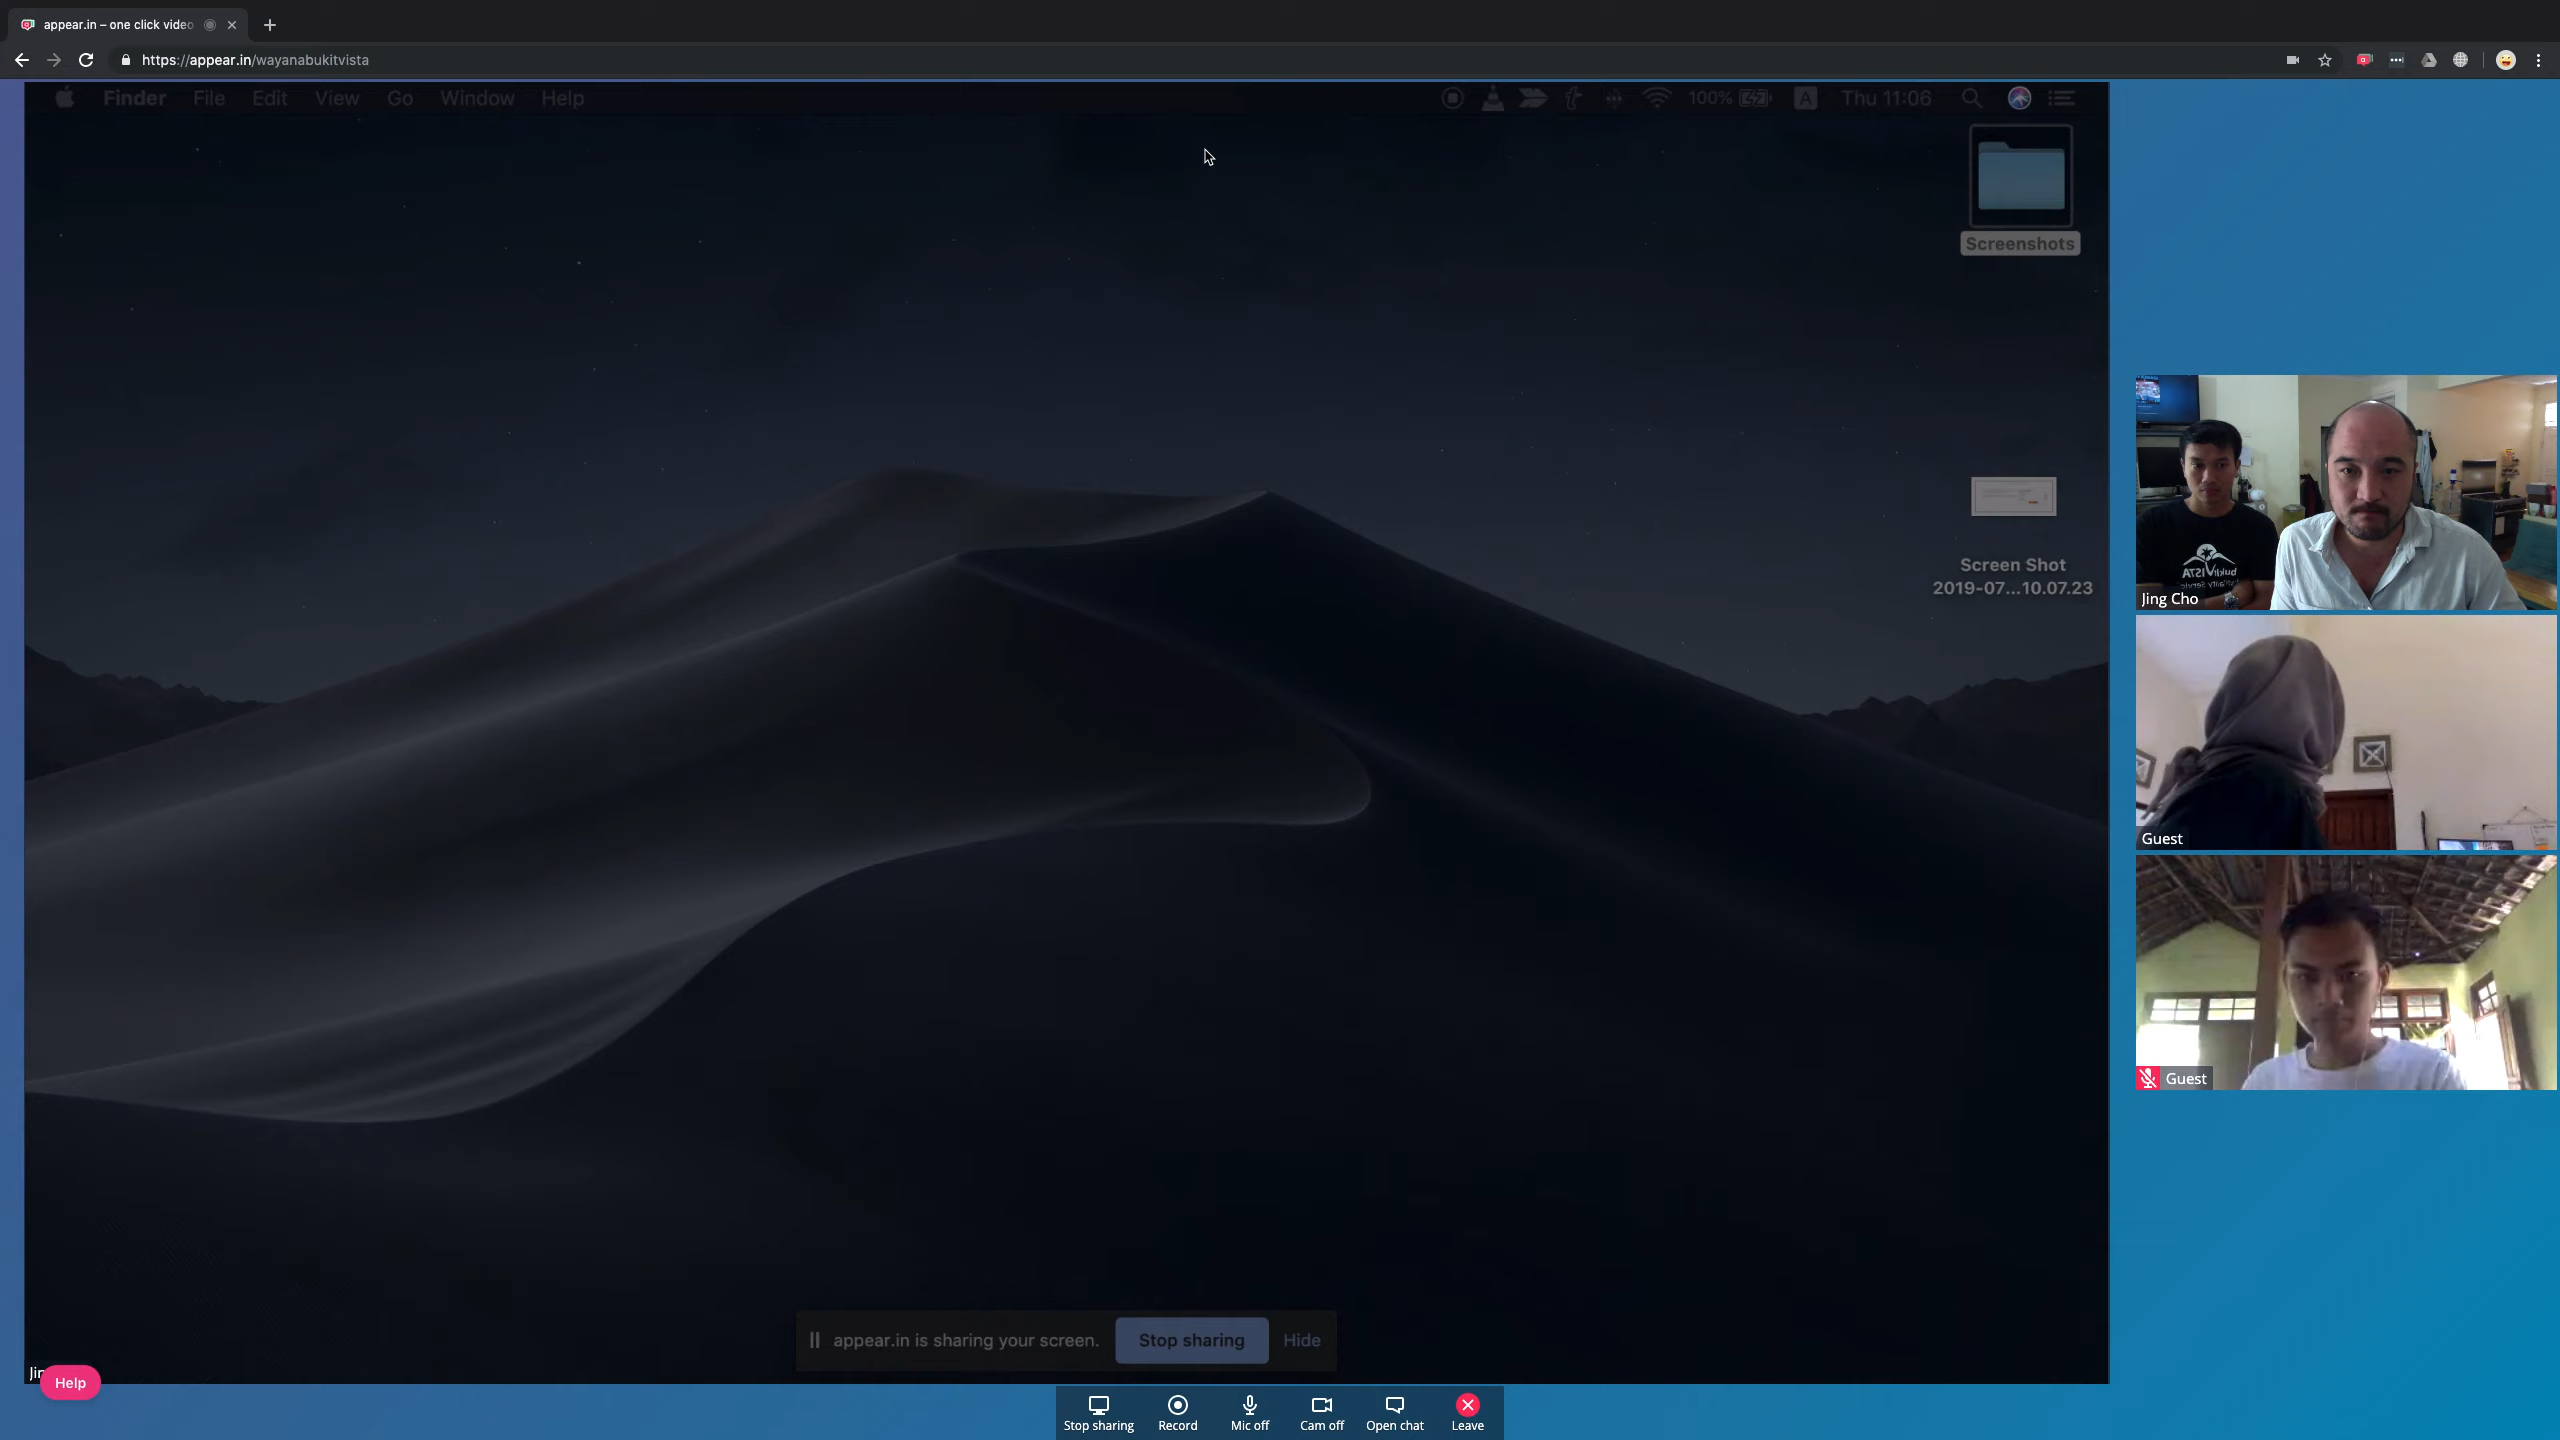 appear.in – one click video
https://appear.in/wayanabukitvista
Finder File Edit View Go Window Help
100% A Thu 11:06
Screenshots
Screen Shot
2019-07...10.07.23
Jing Cho
Guest
Guest
appear.in is sharing your screen. Stop sharing Hide
Help
Stop sharing Record Mic off Cam off Open chat Leave